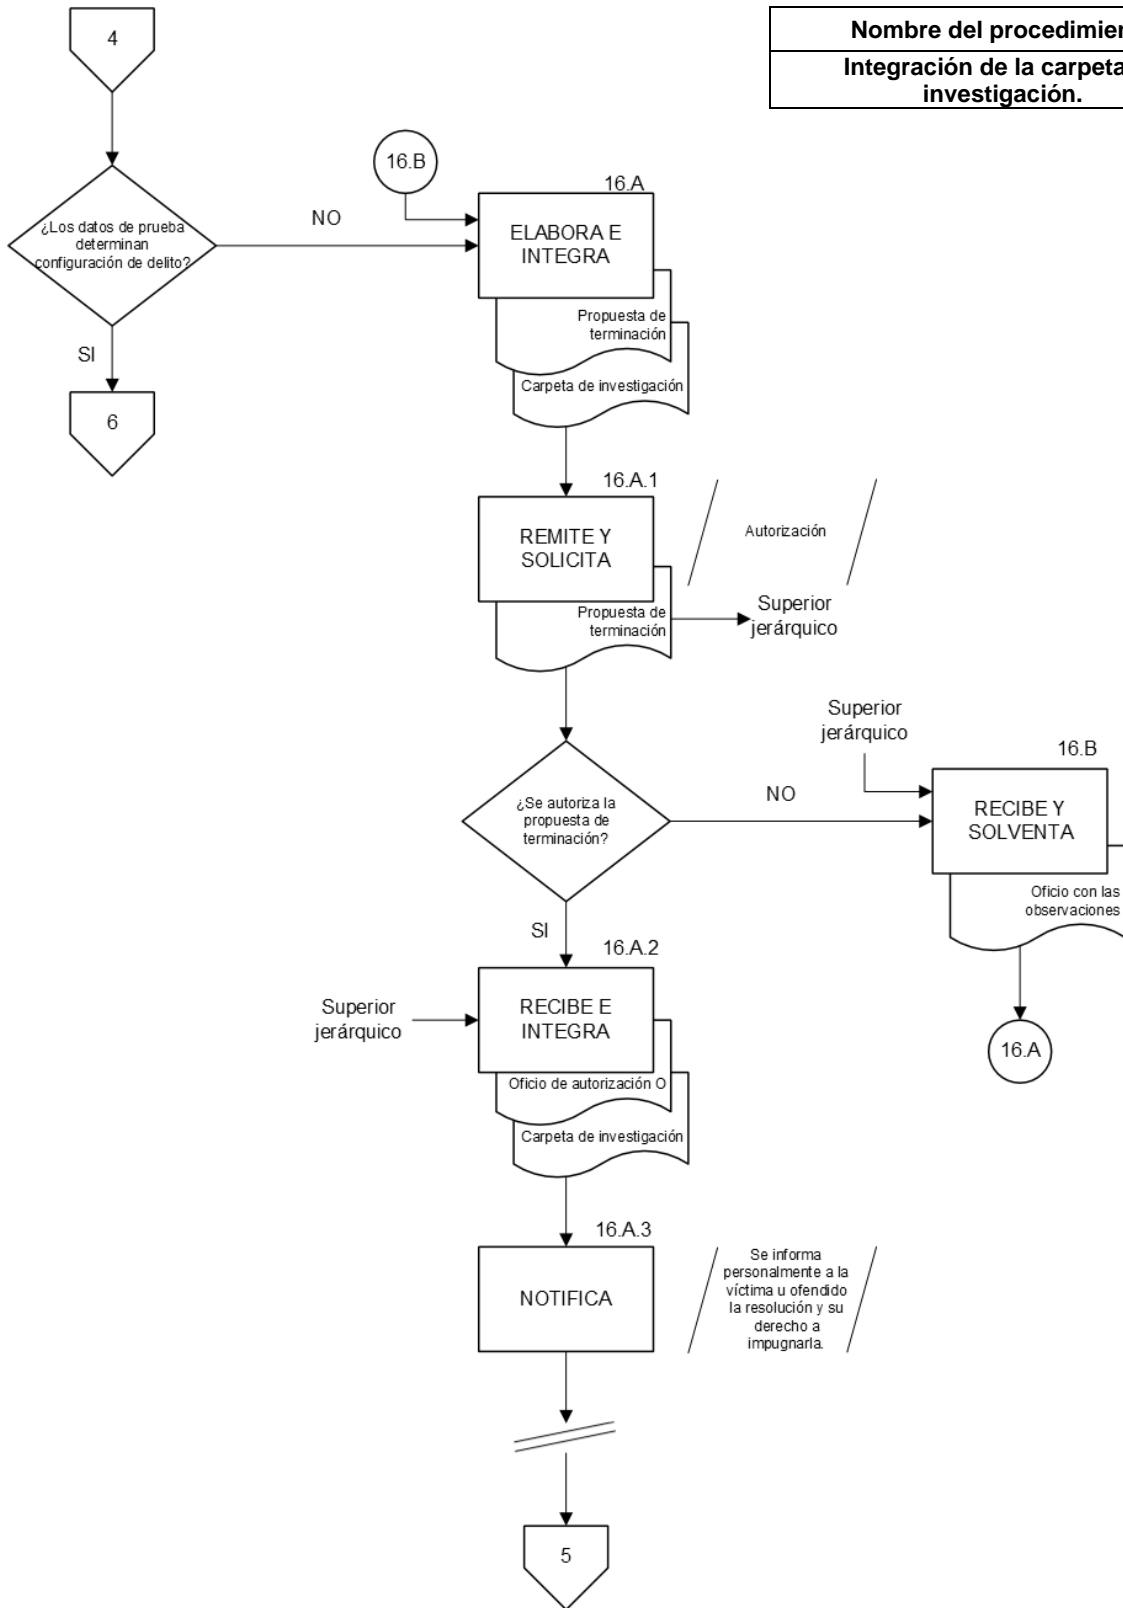 4
Nombre del procedimien
Integración de la carpeta
investigación.
16.B
16.A
¿Los datos de prueba
determinan
configuración de delito?
NO
ELABORA E
INTEGRA
Propuesta de
terminación
Carpeta de investigación
SI
6
16.A.1
REMITE Y
SOLICITA
Autorización
Propuesta de
terminación
Superior
jerárquico
Superior
jerárquico
16.B
¿Se autoriza la
propuesta de
terminación?
NO
RECIBE Y
SOLVENTA
Oficio con las
observaciones
SI
16.A.2
Superior
jerárquico
RECIBE E
INTEGRA
16.A
Oficio de autorización O
Carpeta de investigación
16.A.3
NOTIFICA
Se informa
personalmente a la
víctima u ofendido
la resolución y su
derecho a
impugnarla.
5